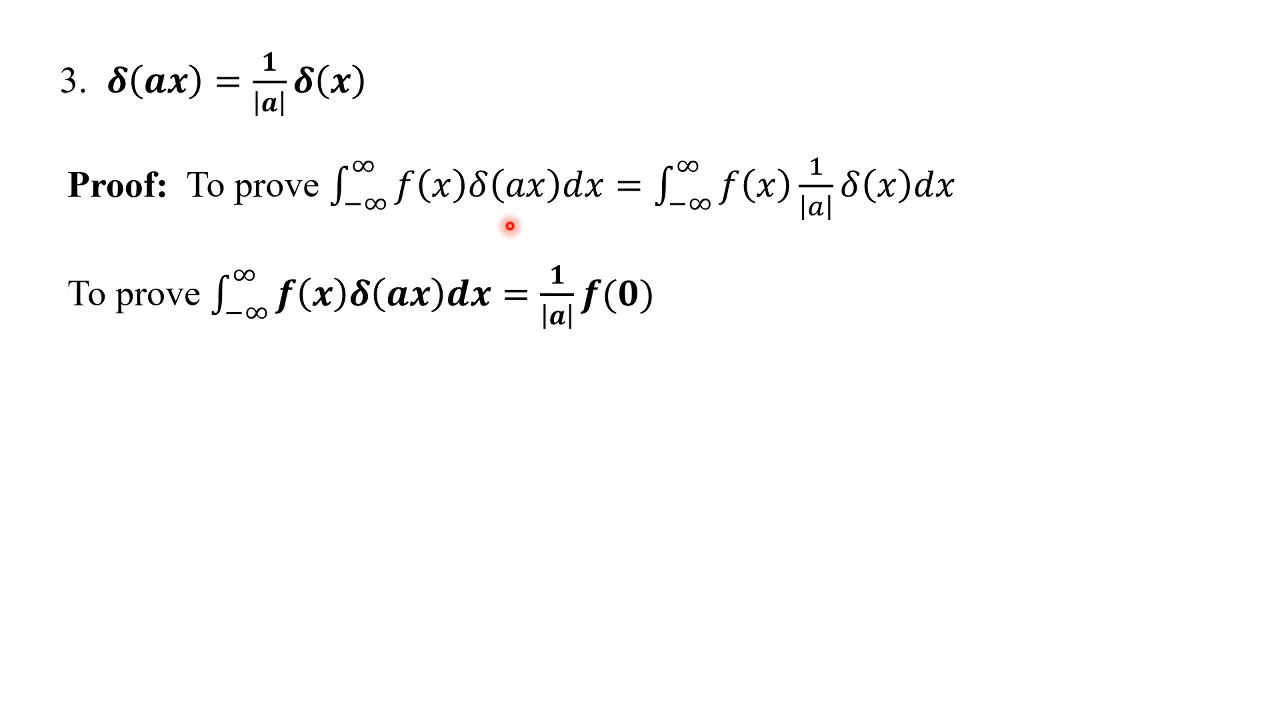 3. δ(ax) = 1/|a| δ(x)
Proof: To prove ∫_{−∞}^{∞} f(x)δ(ax)dx = ∫_{−∞}^{∞} f(x) 1/|a| δ(x)dx
To prove ∫_{−∞}^{∞} f(x)δ(ax)dx = 1/|a| f(0)